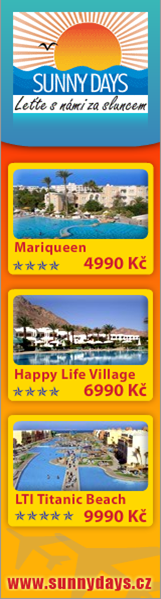 SUNNY DAYS
Leťte s námi za sluncem
Mariqueen
4990 Kč
Happy Life Village
6990 Kč
LTI Titanic Beach
9990 Kč
www.sunnydays.cz